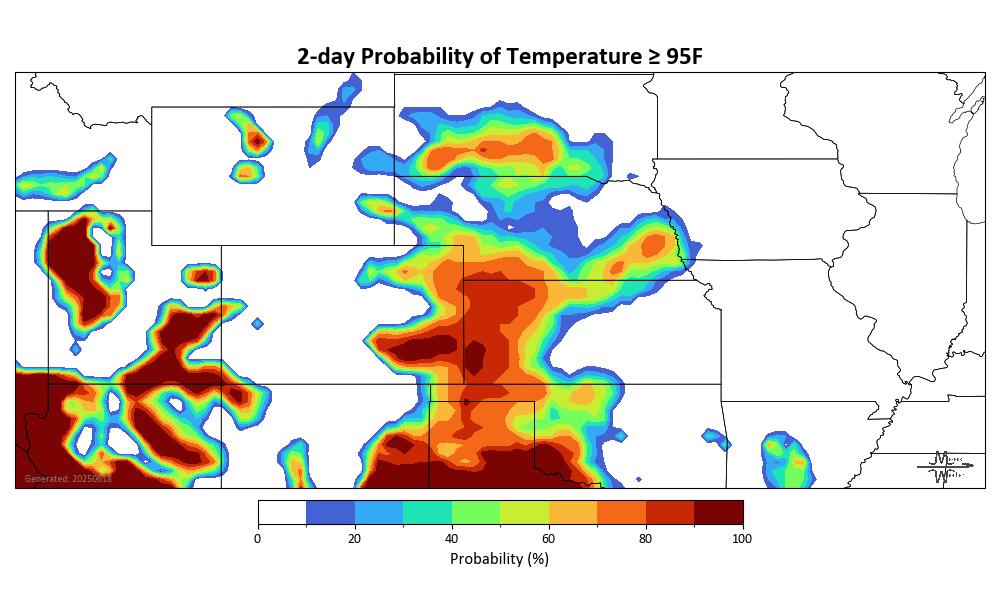 2-day Probability of Temperature ≥ 95F
Generated: 20250618
0 20 40 60 80 100
Probability (%)